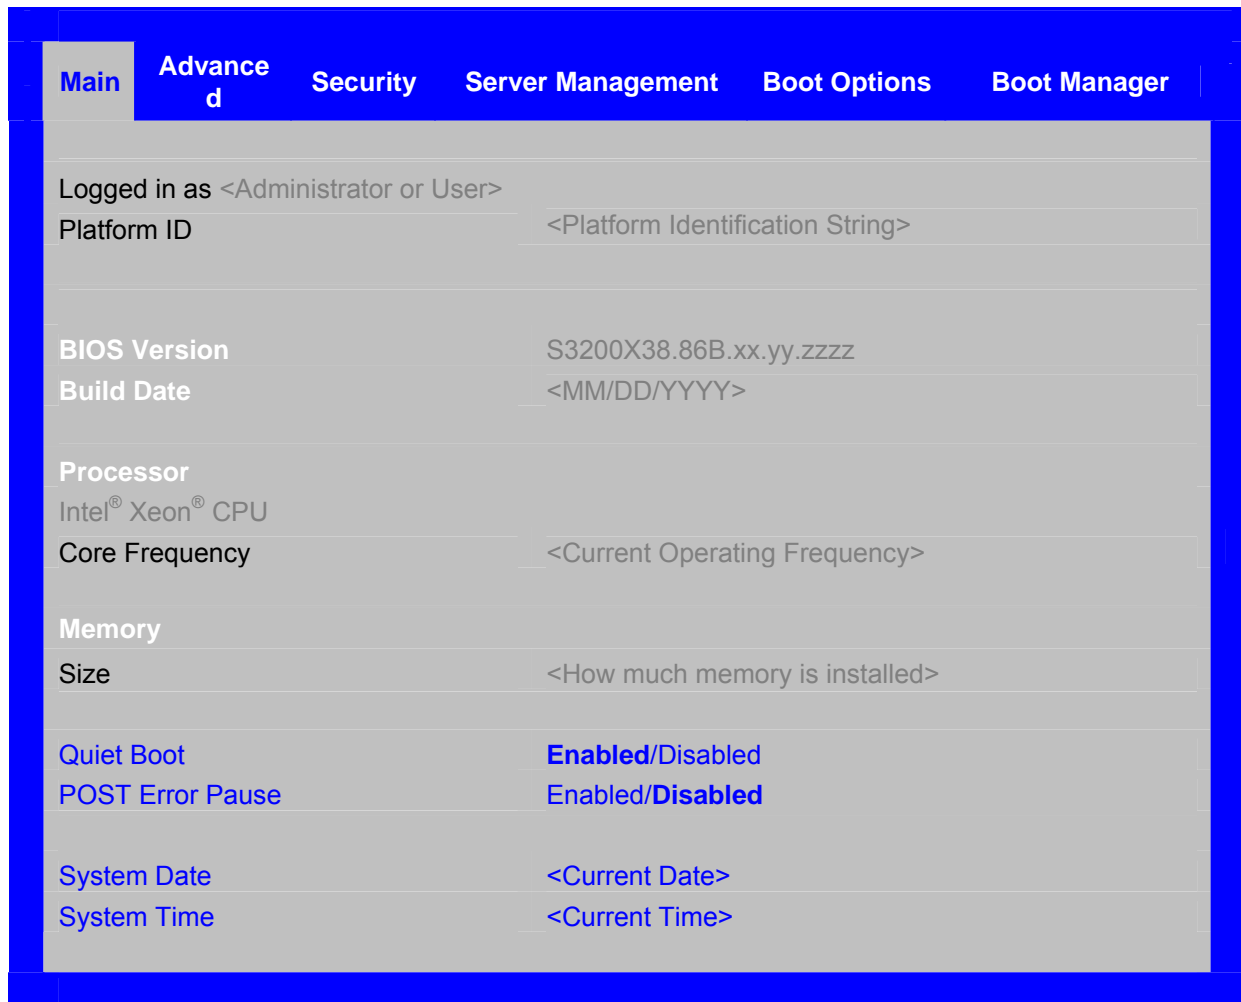 Main Advanced Security Server Management Boot Options Boot Manager
Logged in as <Administrator or User>
Platform ID <Platform Identification String>
BIOS Version S3200X38.86B.xx.yy.zzzz
Build Date <MM/DD/YYYY>
Processor
Intel® Xeon® CPU
Core Frequency <Current Operating Frequency>
Memory
Size <How much memory is installed>
Quiet Boot Enabled/Disabled
POST Error Pause Enabled/Disabled
System Date <Current Date>
System Time <Current Time>